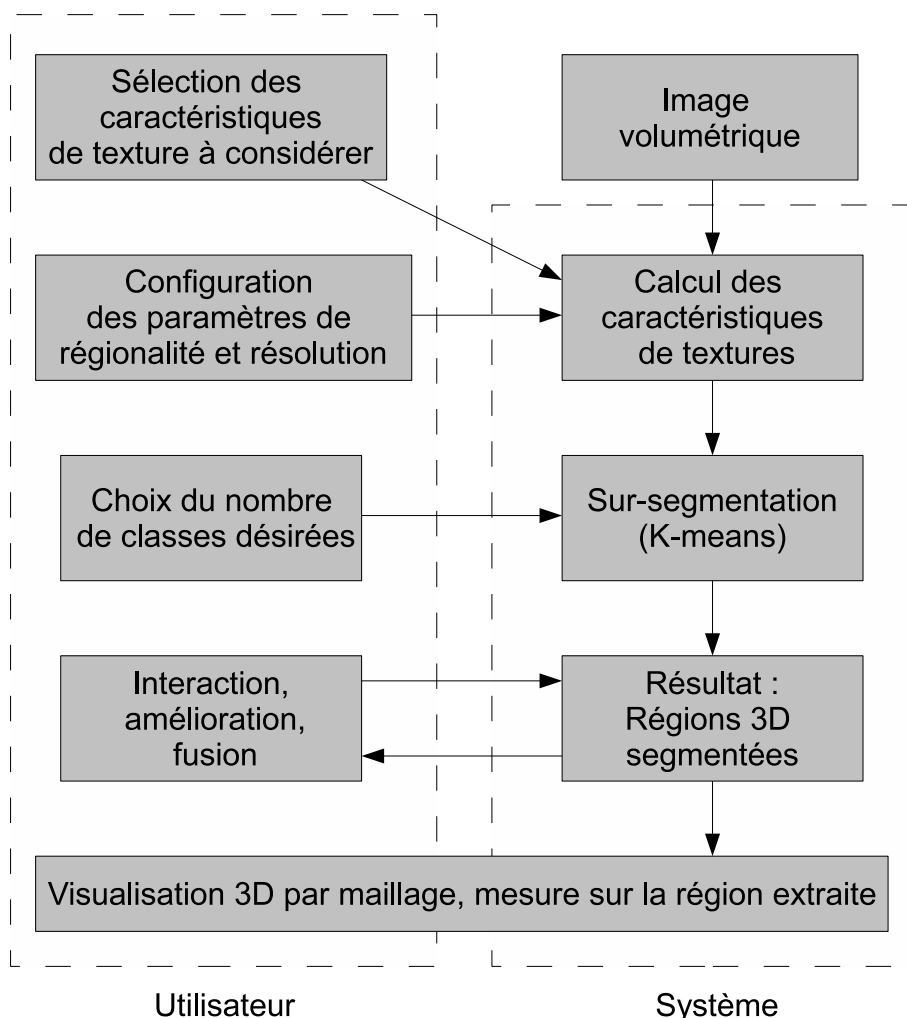 Sélection des
caractéristiques
de texture à considérer
Image
volumétrique
Configuration
des paramètres de
régionalité et résolution
Calcul des
caractéristiques
de textures
Choix du nombre
de classes désirées
Sur-segmentation
(K-means)
Interaction,
amélioration,
fusion
Résultat :
Régions 3D
segmentées
Visualisation 3D par maillage, mesure sur la région extraite
Utilisateur
Système